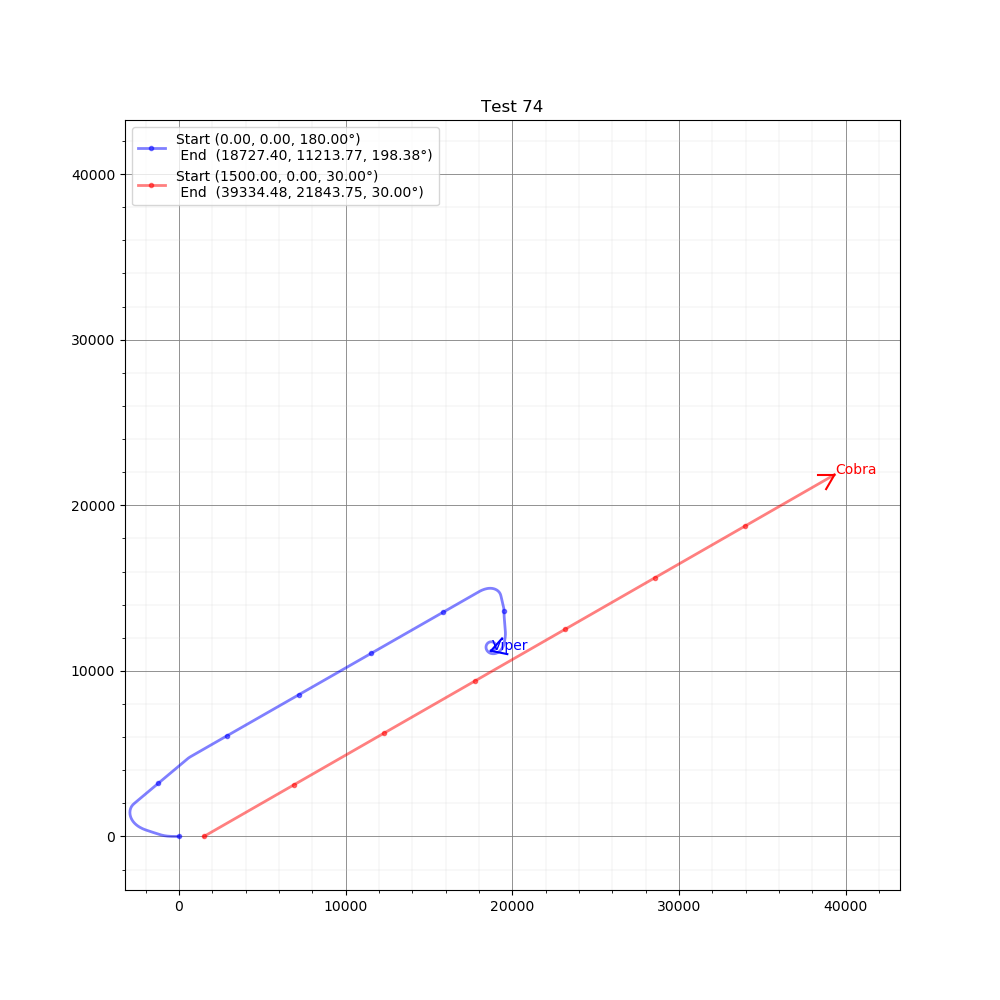 Test 74
Start (0.00, 0.00, 180.00°)
End (18727.40, 11213.77, 198.38°)
Start (1500.00, 0.00, 30.00°)
End (39334.48, 21843.75, 30.00°)
40000
30000
20000
10000
0
Cobra
Viper
0
10000
20000
30000
40000